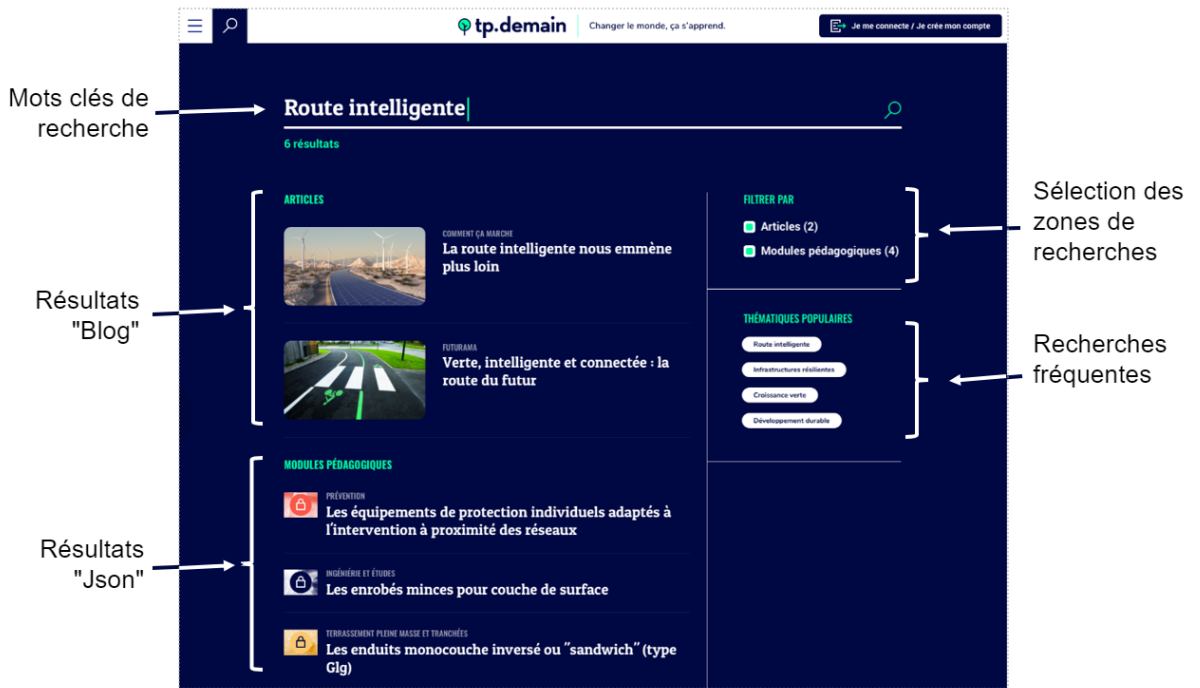 tp.demain
Changer le monde, ça s'apprend.
Je me connecte / Je crée mon compte
Mots clés de
recherche
Route intelligente
6 résultats
Résultats
"Blog"
ARTICLES
COMMENT ÇA MARCHE
La route intelligente nous emmène
plus loin
FUTURAMA
Verte, intelligente et connectée : la
route du futur
Résultats
"Json"
MODULES PÉDAGOGIQUES
PRÉVENTION
Les équipements de protection individuels adaptés à
l'intervention à proximité des réseaux
INGÉNIÉRIE ET ÉTUDES
Les enrobés minces pour couche de surface
TERRASSEMENT PLEINE MASSE ET TRANCHÉES
Les enduits monocouche inversé ou "sandwich" (type
Glg)
FILTRER PAR
Articles (2)
Modules pédagogiques (4)
Sélection des
zones de
recherches
THÉMATIQUES POPULAIRES
Route intelligente
Infrastructures résilientes
Croissance verte
Développement durable
Recherches
fréquentes